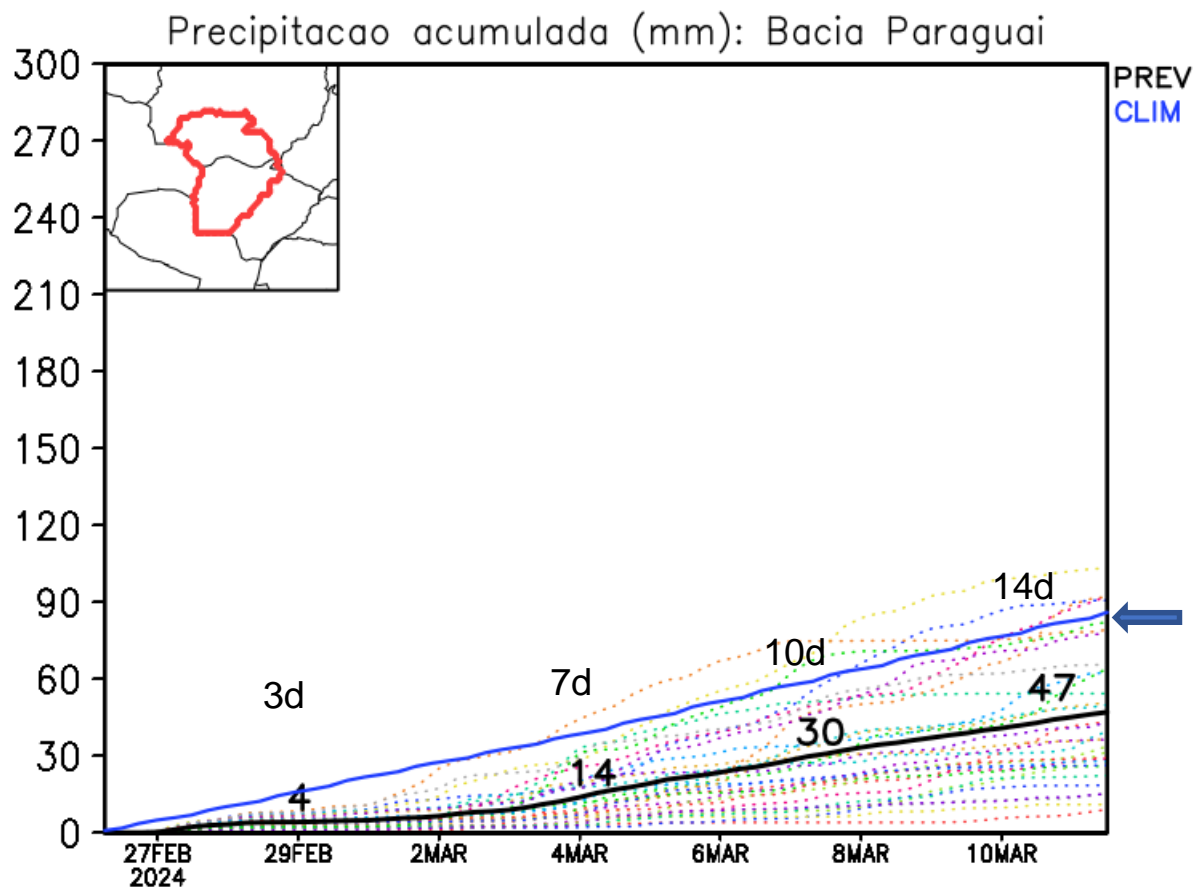 Precipitacao acumulada (mm): Bacia Paraguai
300
PREV
CLIM
270
240
210
180
150
120
90
14d
10d
60
7d
3d
47
30
30
14
4
0
27FEB
29FEB
2MAR
4MAR
6MAR
8MAR
10MAR
2024